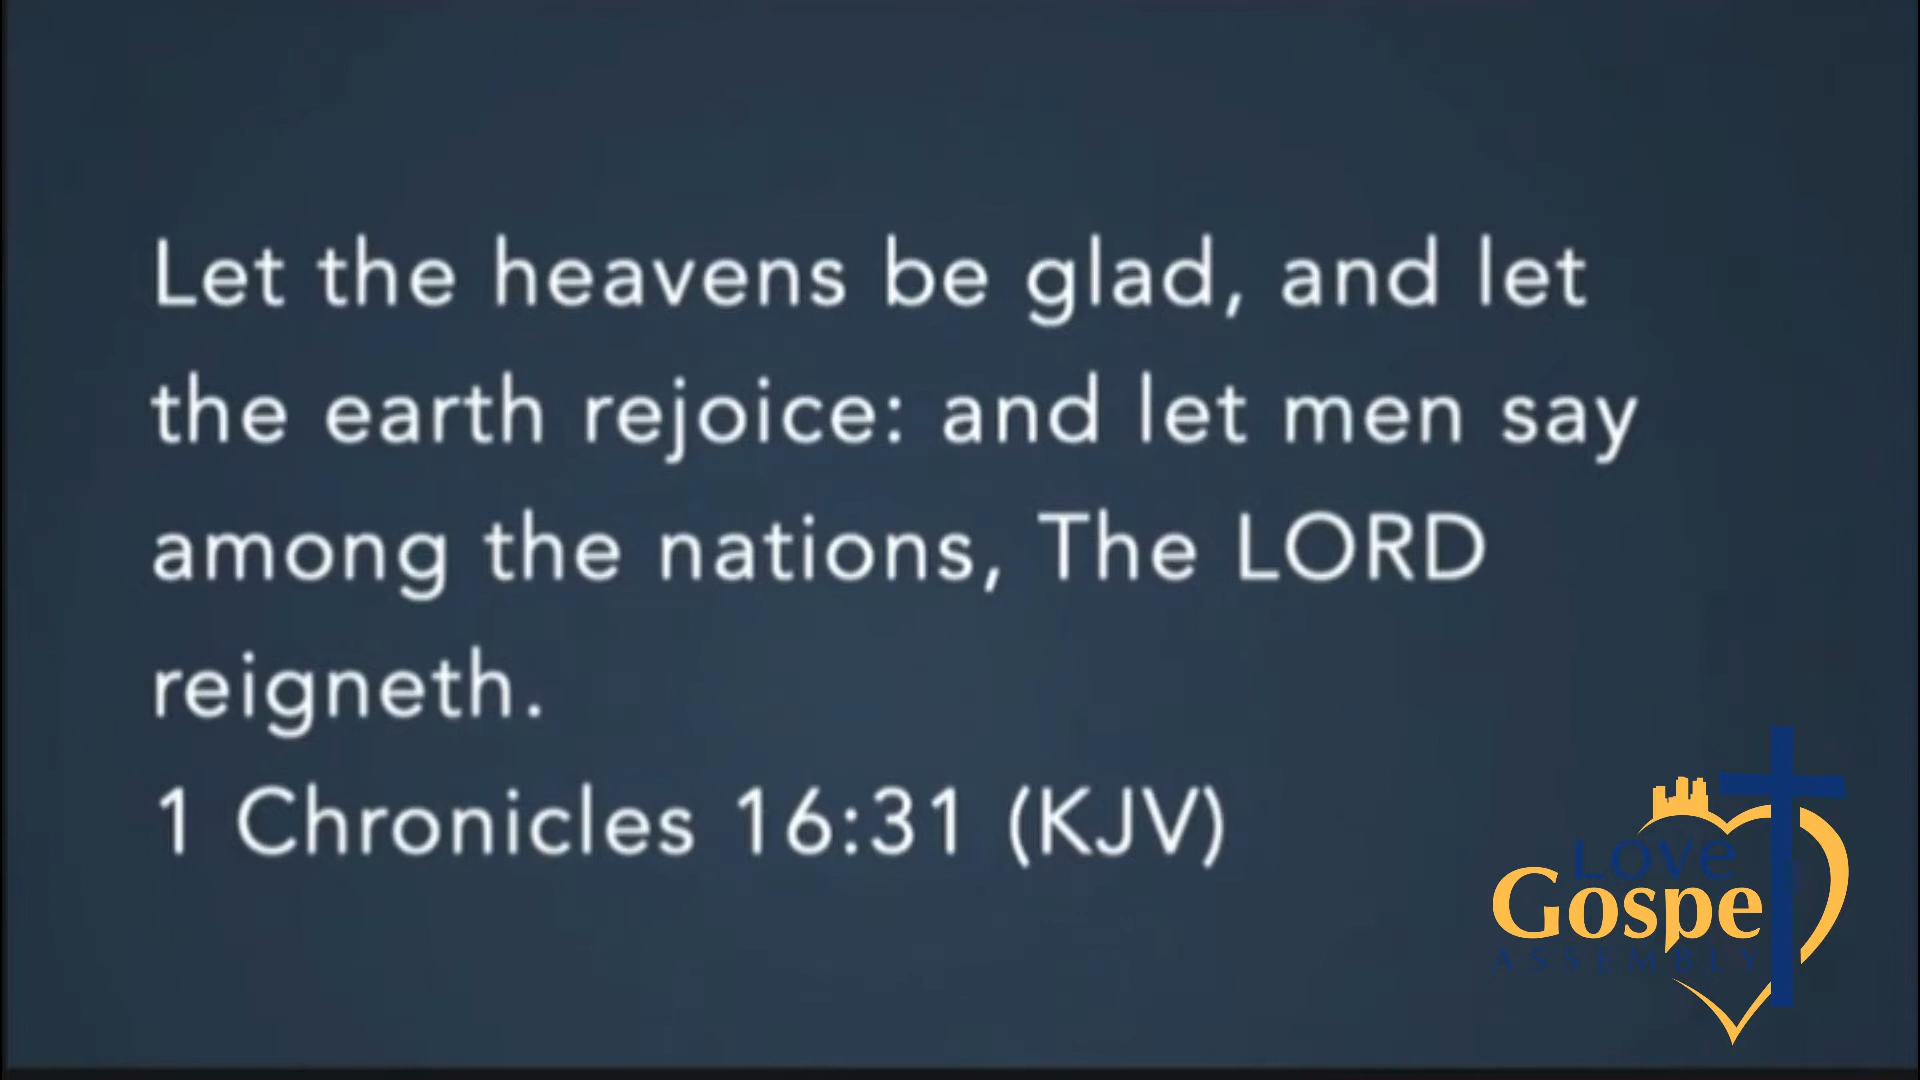 Let the heavens be glad, and let
the earth rejoice: and let men say
among the nations, The LORD
reigneth.
1 Chronicles 16:31 (KJV)
Love
Gospe
ASSEMBLY